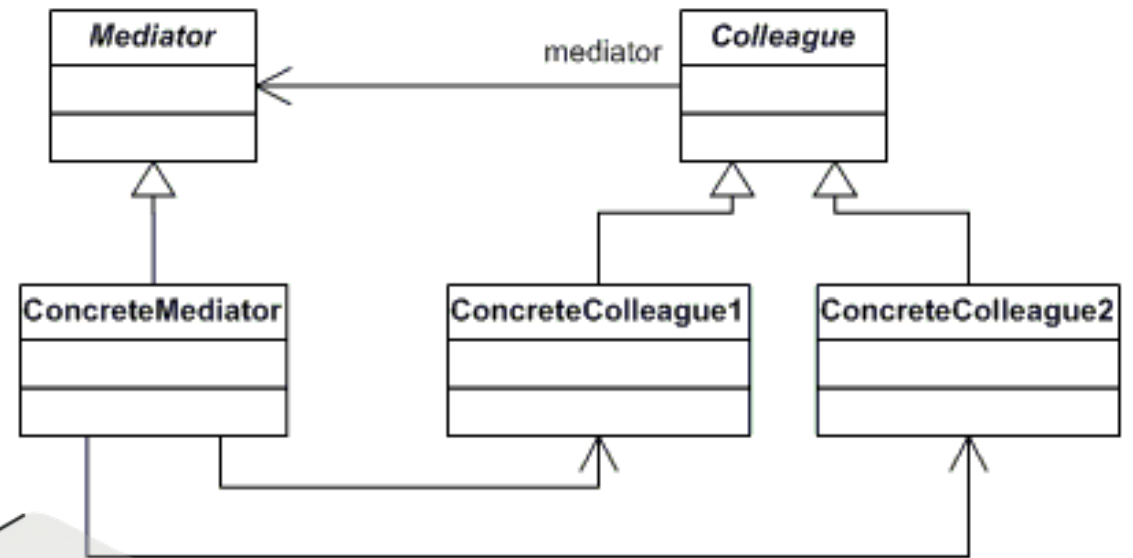 Mediator
mediator
Colleague
ConcreteMediator
ConcreteColleague1
ConcreteColleague2